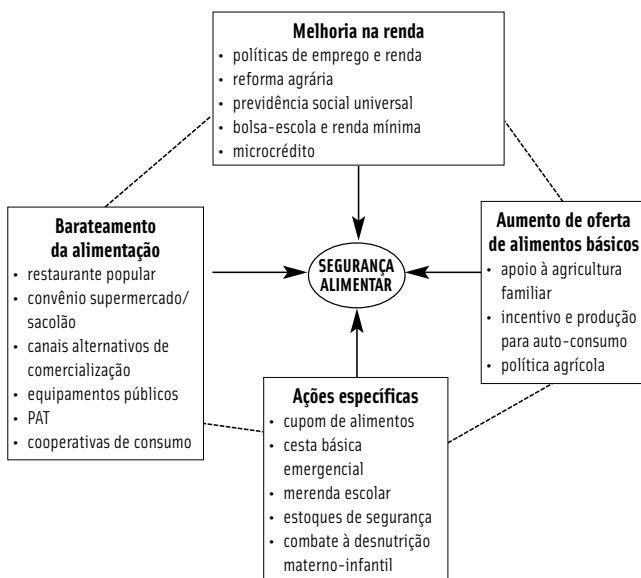 Melhoria na renda
• políticas de emprego e renda
• reforma agrária
• previdência social universal
• bolsa-escola e renda mínima
• microcrédito
Barateamento
da alimentação
• restaurante popular
• convênio supermercado/
sacolão
• canais alternativos de
comercialização
• equipamentos públicos
• PAT
• cooperativas de consumo
SEGURANÇA
ALIMENTAR
Aumento de oferta
de alimentos básicos
• apoio à agricultura
familiar
• incentivo e produção
para auto-consumo
• política agrícola
Ações específicas
• cupom de alimentos
• cesta básica
emergencial
• merenda escolar
• estoques de segurança
• combate à desnutrição
materno-infantil